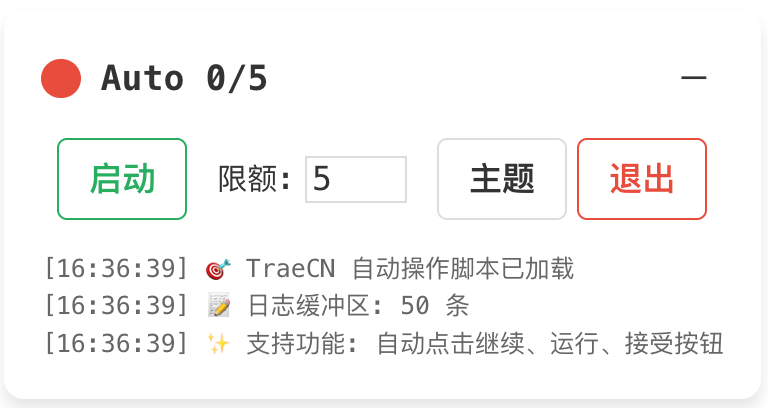 Auto 0/5 —
启动 限额: 5 主题 退出
[16:36:39] 🎯 TraeCN 自动操作脚本已加载
[16:36:39] 📝 日志缓冲区: 50 条
[16:36:39] ✨ 支持功能: 自动点击继续、运行、接受按钮